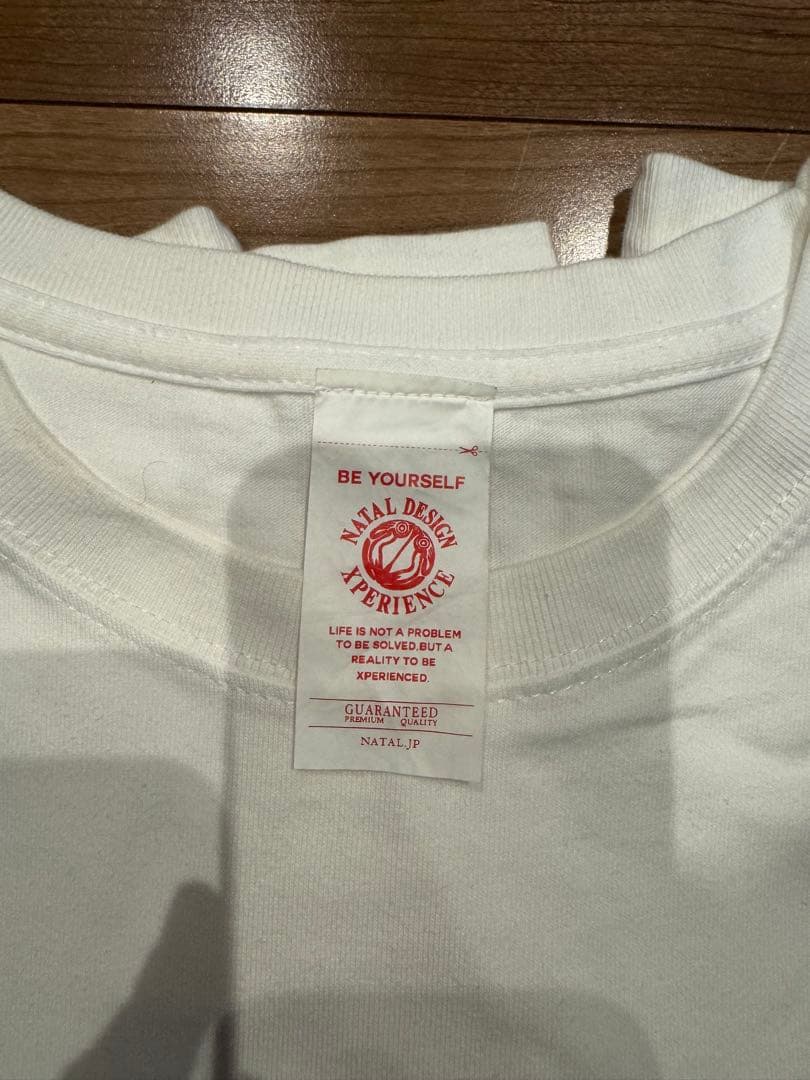 BE YOURSELF
NATAL DESIGN
XPERIENCE
LIFE IS NOT A PROBLEM
TO BE SOLVED,BUT A
REALITY TO BE
XPERIENCED.
GUARANTEED
PREMIUM QUALITY
NATAL.JP